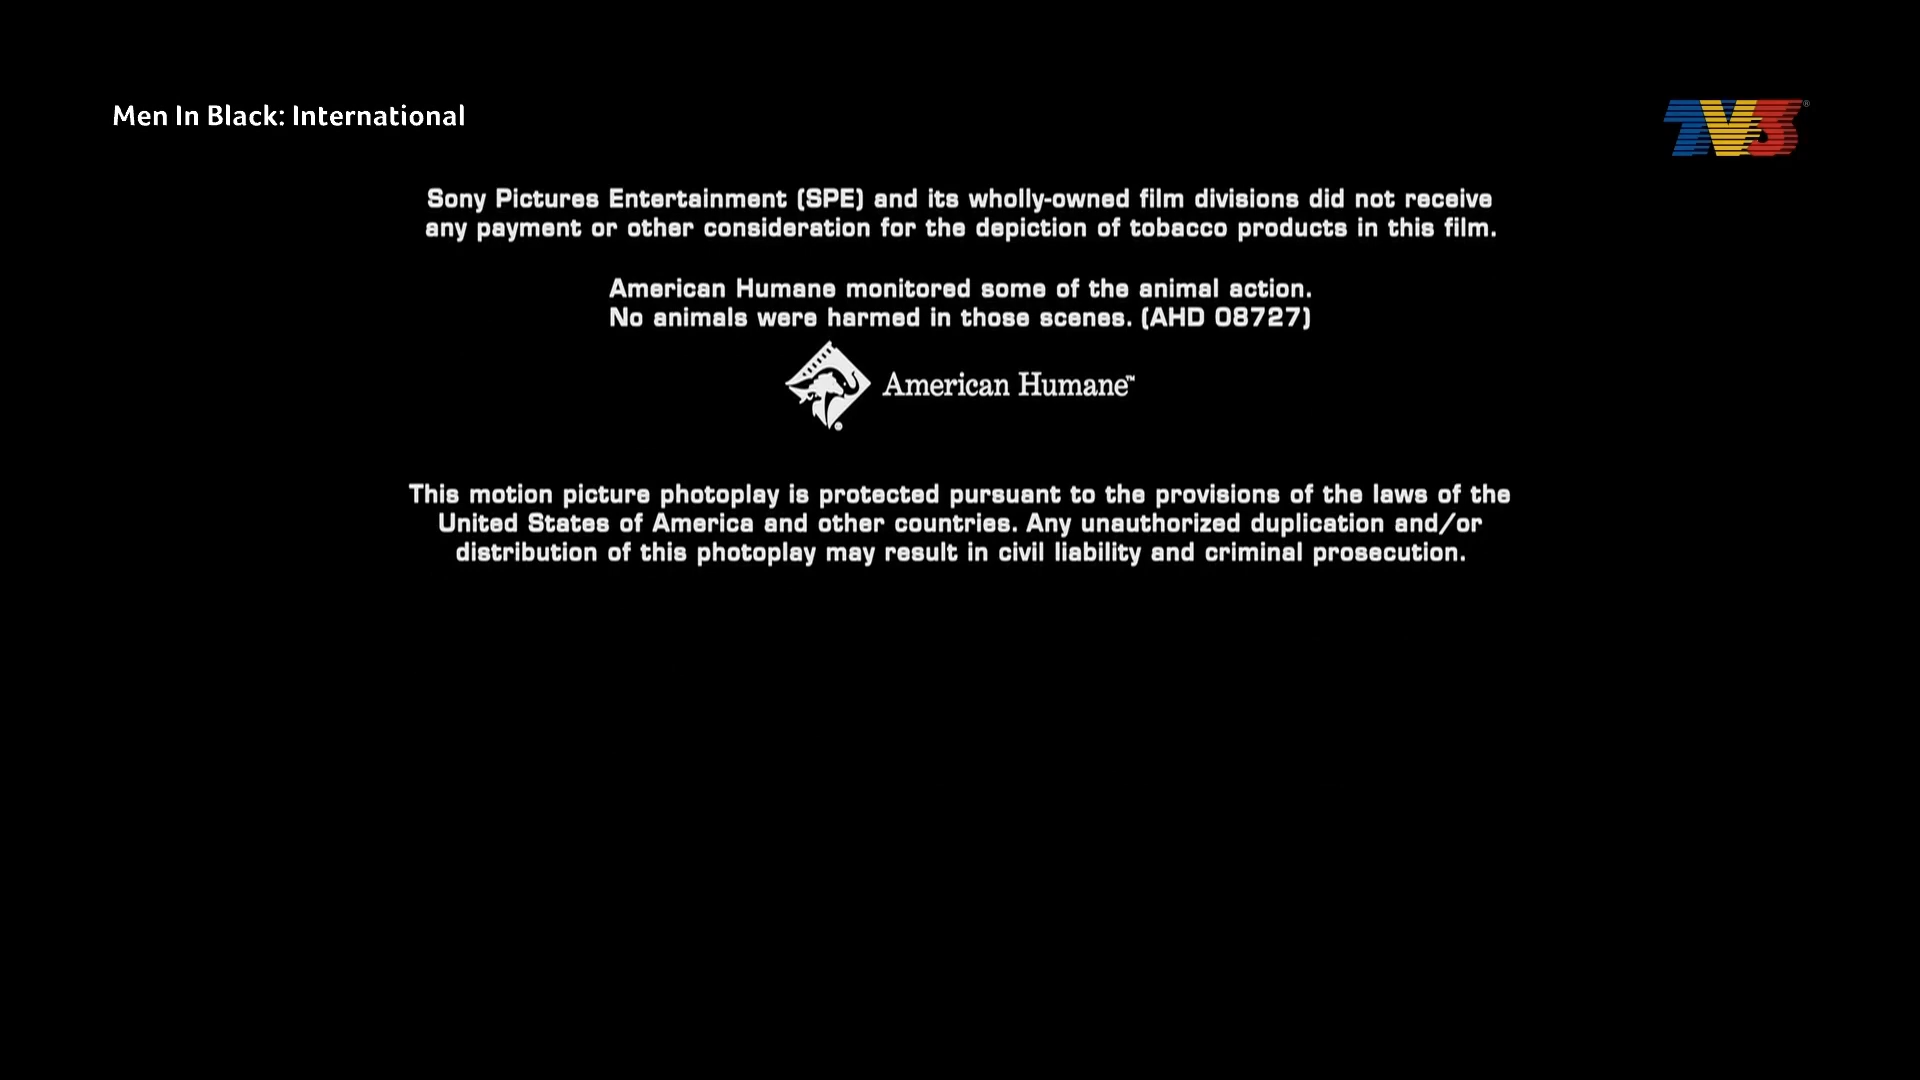 Men In Black: International
TV3®
Sony Pictures Entertainment (SPE) and its wholly-owned film divisions did not receive
any payment or other consideration for the depiction of tobacco products in this film.
American Humane monitored some of the animal action.
No animals were harmed in those scenes. (AHD 08727)
American Humane™
®
This motion picture photoplay is protected pursuant to the provisions of the laws of the
United States of America and other countries. Any unauthorized duplication and/or
distribution of this photoplay may result in civil liability and criminal prosecution.